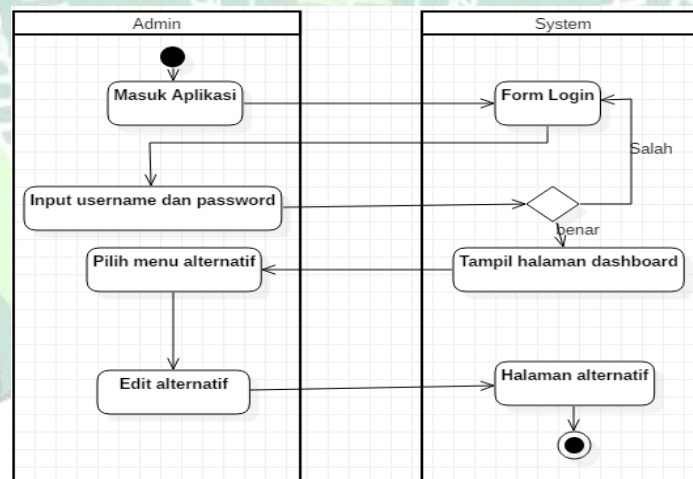 Admin
System
Masuk Aplikasi
Form Login
Salah
Input username dan password
benar
Pilih menu alternatif
Tampil halaman dashboard
Edit alternatif
Halaman alternatif